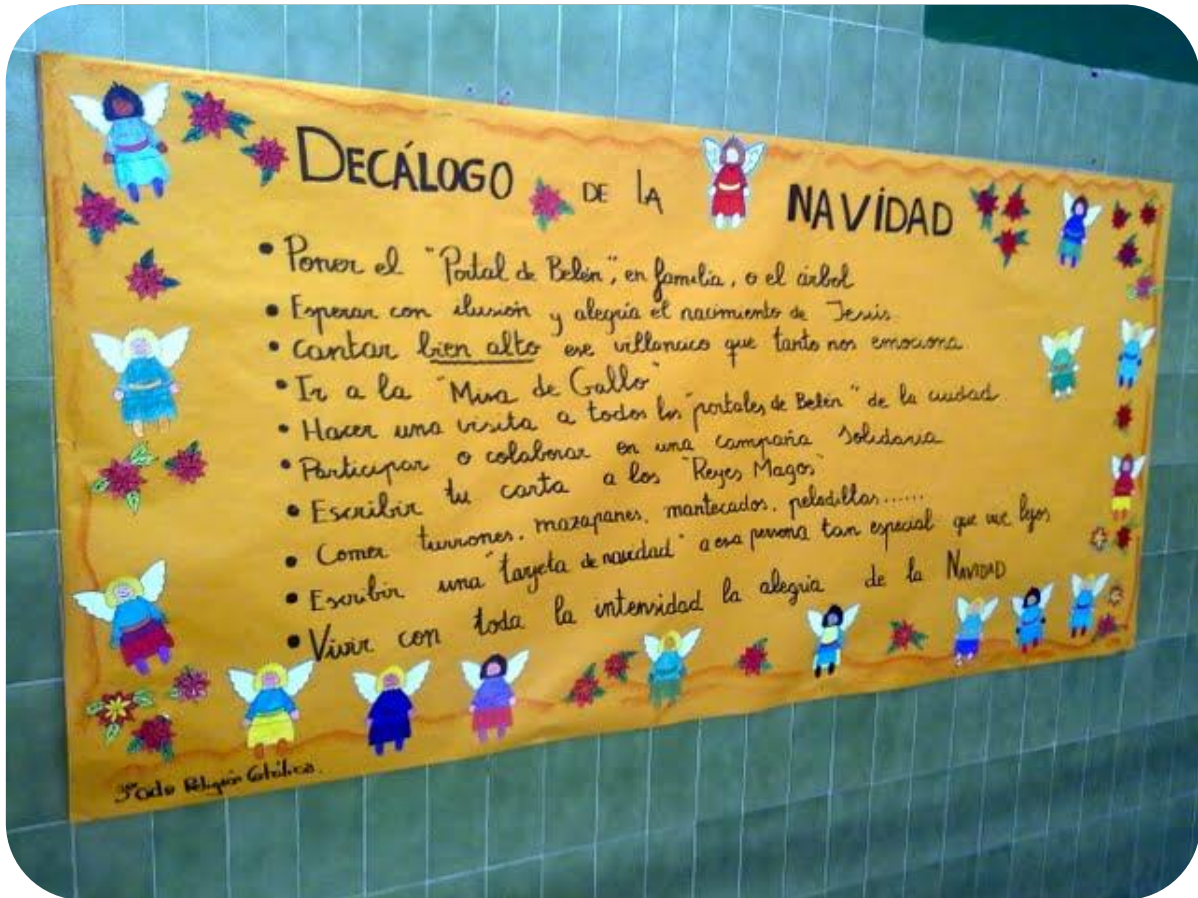 DECÁLOGO DE LA NAVIDAD
• Poner el "Portal de Belén", en familia, o el árbol
• Esperar con ilusión y alegría el nacimiento de Jesús.
• Cantar bien alto ese villancico que tanto nos emociona
• Ir a la "Misa de Gallo"
• Hacer una visita a todos los "portales de Belén" de la ciudad
• Participar o colaborar en una campaña solidaria
• Escribir tu carta a los "Reyes Magos"
• Comer turrones, mazapanes, mantecados, peladillas......
• Escribir una "tarjeta de navidad" a esa persona tan especial que vive lejos
• Vivir con toda la intensidad la alegria de la NAVIDAD
3er Ciclo Religión Católica.